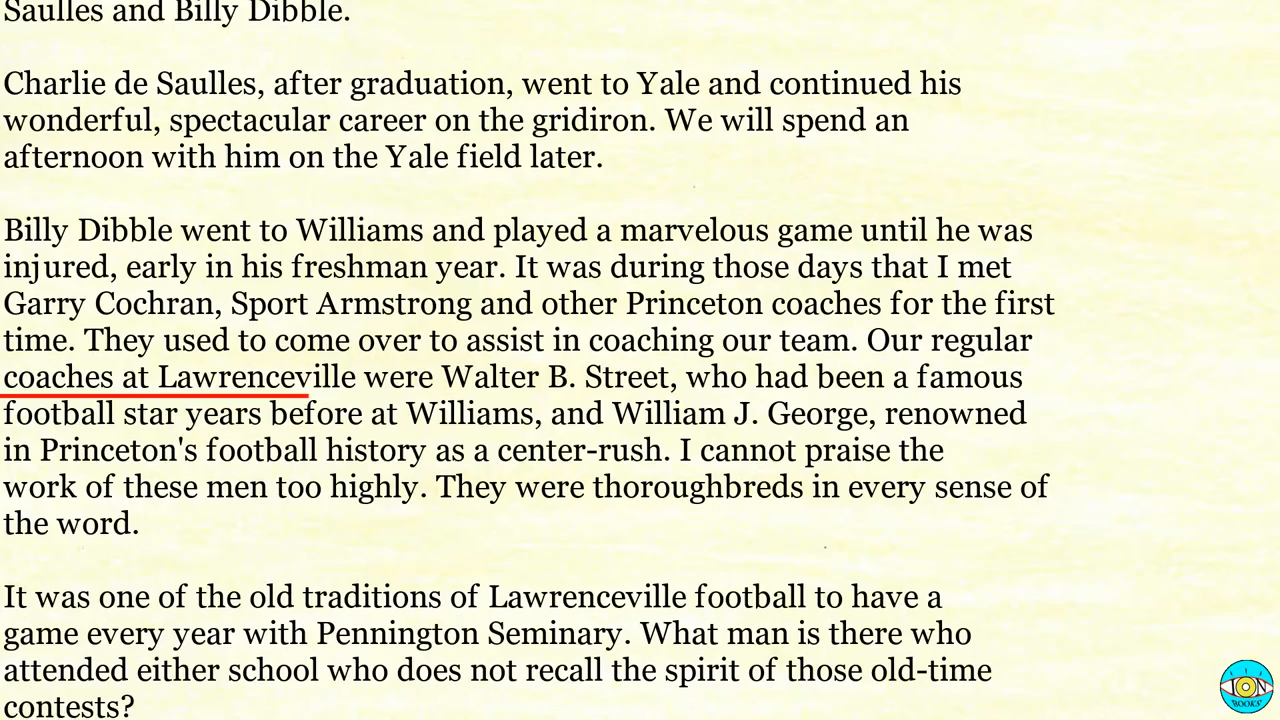 Saulles and Billy Dibble.
Charlie de Saulles, after graduation, went to Yale and continued his
wonderful, spectacular career on the gridiron. We will spend an
afternoon with him on the Yale field later.
Billy Dibble went to Williams and played a marvelous game until he was
injured, early in his freshman year. It was during those days that I met
Garry Cochran, Sport Armstrong and other Princeton coaches for the first
time. They used to come over to assist in coaching our team. Our regular
coaches at Lawrenceville were Walter B. Street, who had been a famous
football star years before at Williams, and William J. George, renowned
in Princeton's football history as a center-rush. I cannot praise the
work of these men too highly. They were thoroughbreds in every sense of
the word.
It was one of the old traditions of Lawrenceville football to have a
game every year with Pennington Seminary. What man is there who
attended either school who does not recall the spirit of those old-time
contests?
ION
BOOKS